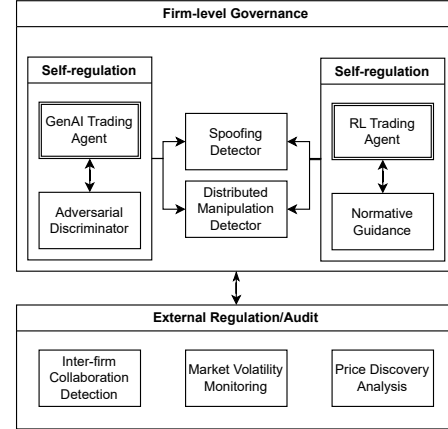 Firm-level Governance
Self-regulation
GenAI Trading
Agent
Adversarial
Discriminator
Spoofing
Detector
Distributed
Manipulation
Detector
Self-regulation
RL Trading
Agent
Normative
Guidance
External Regulation/Audit
Inter-firm
Collaboration
Detection
Market Volatility
Monitoring
Price Discovery
Analysis